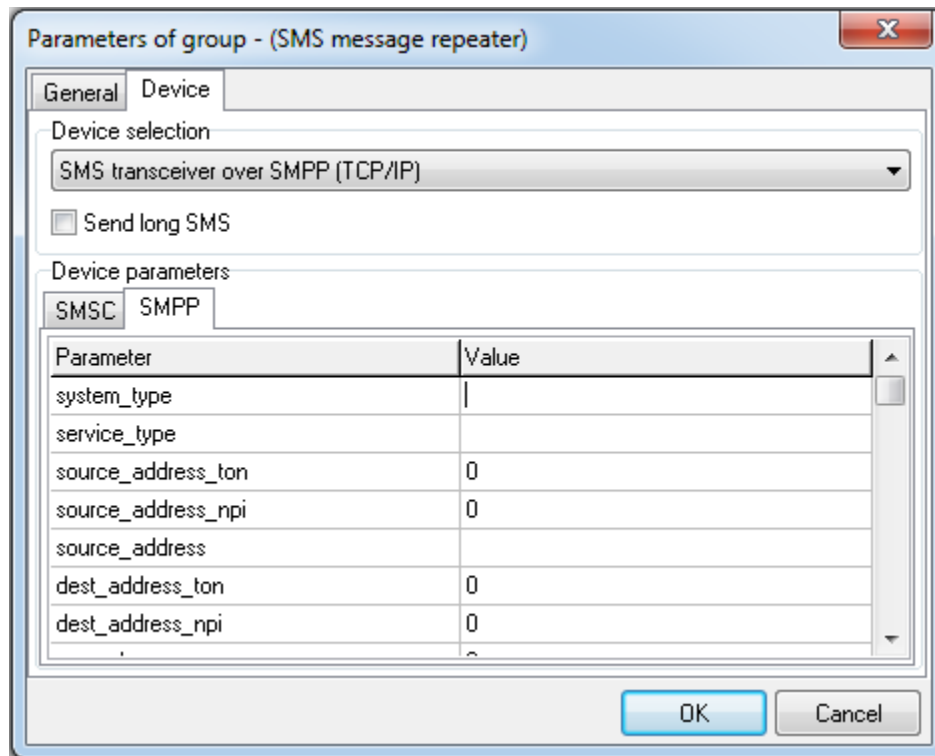 Parameters of group - (SMS message repeater)
General Device
Device selection
SMS transceiver over SMPP (TCP/IP)
Send long SMS
Device parameters
SMSC SMPP
Parameter Value
system_type
service_type
source_address_ton 0
source_address_npi 0
source_address
dest_address_ton 0
dest_address_npi 0
OK Cancel